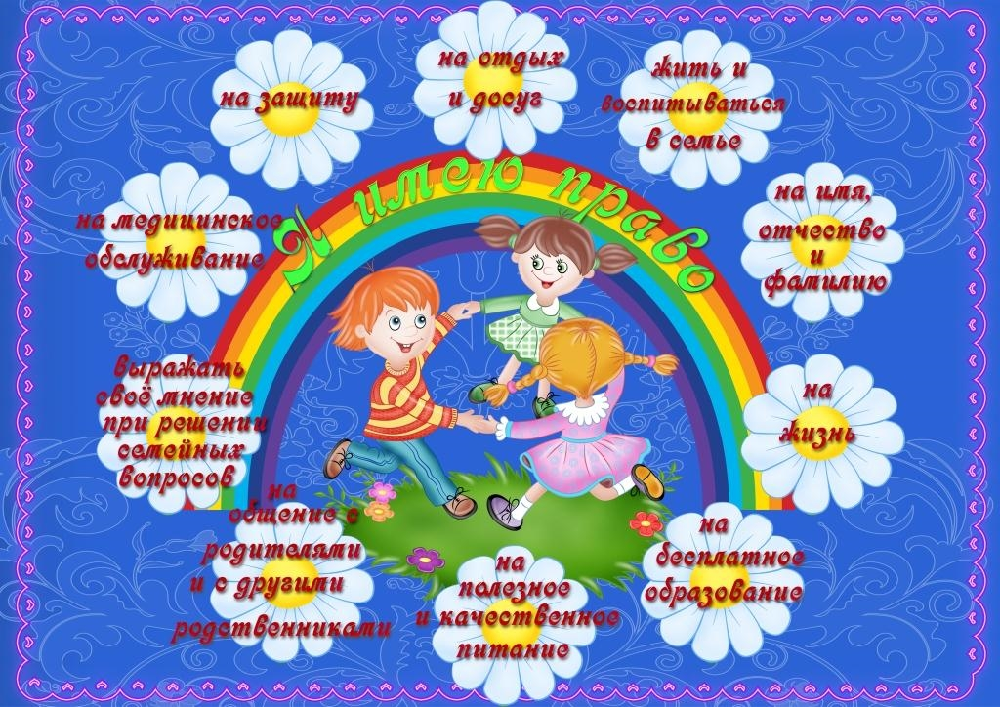 Я имею право
на защиту
на отдых
и досуг
жить и
воспитываться
в семье
на имя,
отчество
и
фамилию
на
жизнь
на
бесплатное
образование
на
полезное
и качественное
питание
на
общение с
родителями
и с другими
родственниками
выражать
своё мнение
при решении
семейных
вопросов
на медицинское
обслуживание